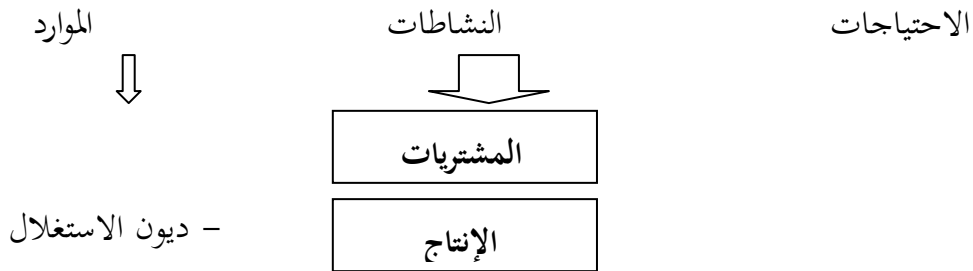 الاحتياجات النشاطات الموارد
المشتريات
الإنتاج
– ديون الاستغلال